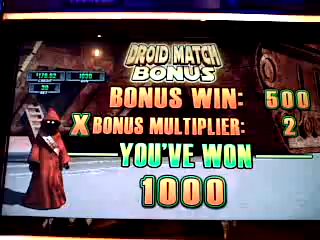 DROID MATCH
BONUS
BONUS WIN: 500
X BONUS MULTIPLIER: 2
YOU'VE WON
1000